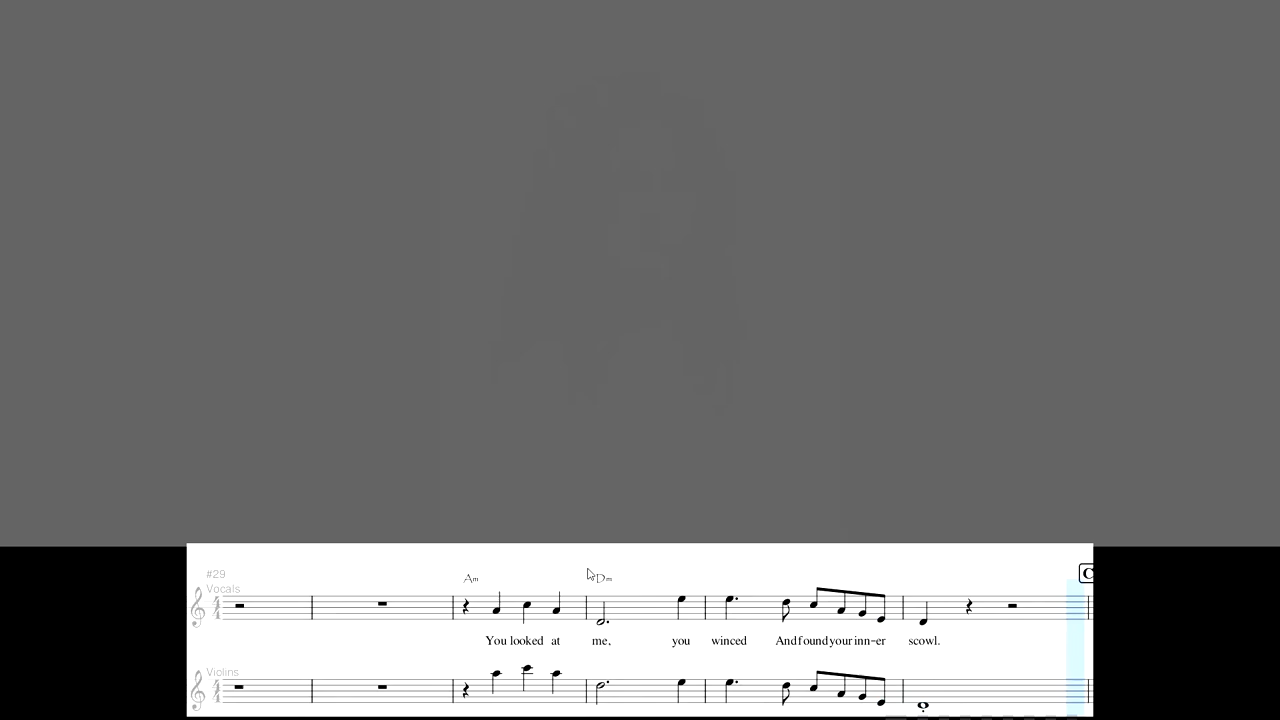 #29
C
Vocals
Am Dm
You looked at me, you winced And found your inn-er scowl.
Violins